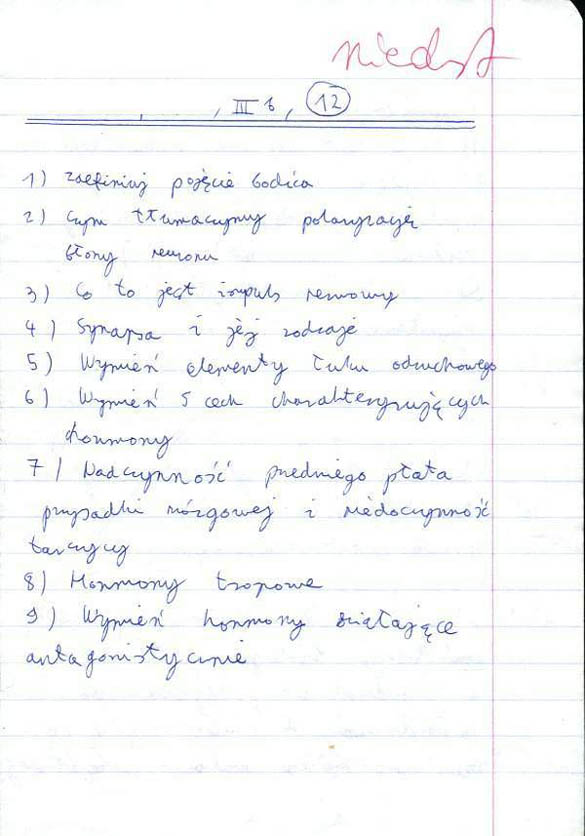 niedst
, III b, 12
1) Zdefiniuj pojęcie bodźca
2) Czym tłumaczymy polaryzację
błony neuronu
3) Co to jest impuls nerwowy
4) Synapsa i jej rodzaje
5) Wymień elementy łuku odruchowego
6) Wymień 5 cech charakteryzujących
hormony
7) Nadczynność przedniego płata
przysadki mózgowej i niedoczynność
tarczycy
8) Hormony tropowe
9) Wymień hormony działające
antagonistycznie